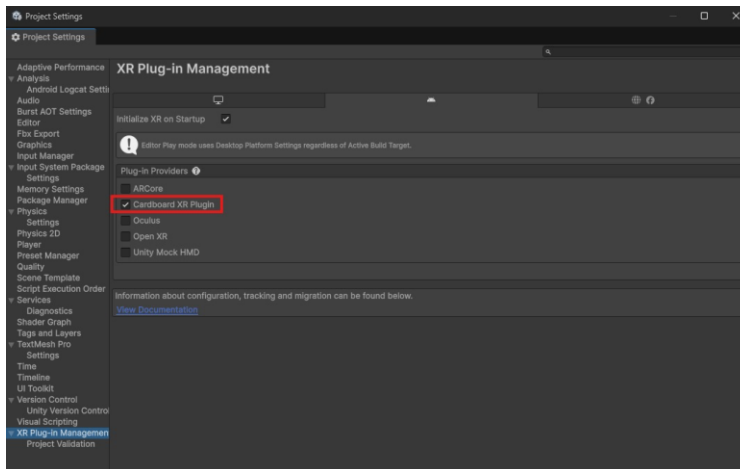 Project Settings
Project Settings
Adaptive Performance
Analysis
Android Logcat Setti
Audio
Burst AOT Settings
Editor
Fbx Export
Graphics
Input Manager
Input System Package
Settings
Memory Settings
Package Manager
Physics
Settings
Physics 2D
Player
Preset Manager
Quality
Scene Template
Script Execution Order
Services
Diagnostics
Shader Graph
Tags and Layers
TextMesh Pro
Settings
Time
Timeline
UI Toolkit
Version Control
Unity Version Contro
Visual Scripting
XR Plug-in Managemen
Project Validation
XR Plug-in Management
Initialize XR on Startup
Editor Play mode uses Desktop Platform Settings regardless of Active Build Target.
Plug-in Providers
ARCore
Cardboard XR Plugin
Oculus
Open XR
Unity Mock HMD
Information about configuration, tracking and migration can be found below.
View Documentation